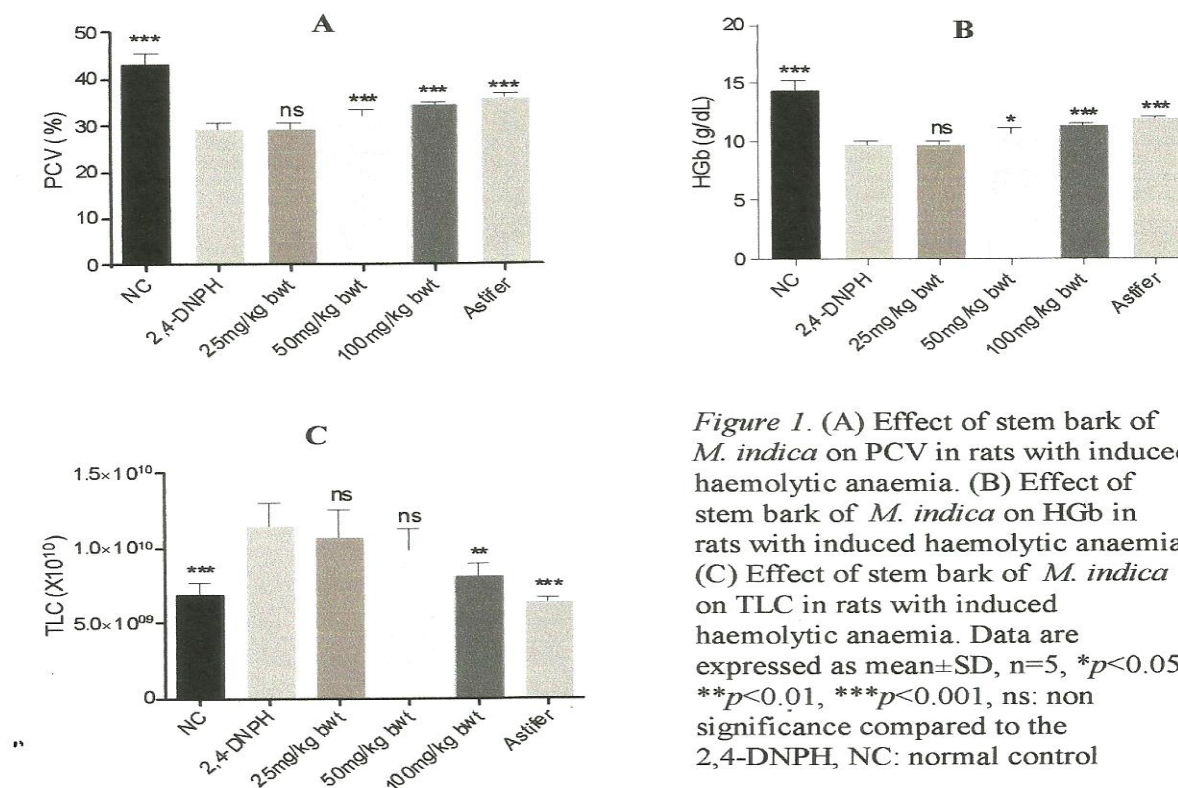 A
50
40
30
20
10
0
PCV (%)
***
ns
***
***
***
NC
2,4-DNPH
25mg/kg bwt
50mg/kg bwt
100mg/kg bwt
Astifer
B
20
15
10
5
0
HGb (g/dL)
***
ns
*
***
***
NC
2,4-DNPH
25mg/kg bwt
50mg/kg bwt
100mg/kg bwt
Astifer
C
1.5×10¹⁰
1.0×10¹⁰
5.0×10⁰⁹
0
TLC (X10¹⁰)
***
ns
ns
**
***
NC
2,4-DNPH
25mg/kg bwt
50mg/kg bwt
100mg/kg bwt
Astifer
Figure 1. (A) Effect of stem bark of
M. indica on PCV in rats with induced
haemolytic anaemia. (B) Effect of
stem bark of M. indica on HGb in
rats with induced haemolytic anaemia
(C) Effect of stem bark of M. indica
on TLC in rats with induced
haemolytic anaemia. Data are
expressed as mean±SD, n=5, *p<0.05
**p<0.01, ***p<0.001, ns: non
significance compared to the
2,4-DNPH, NC: normal control